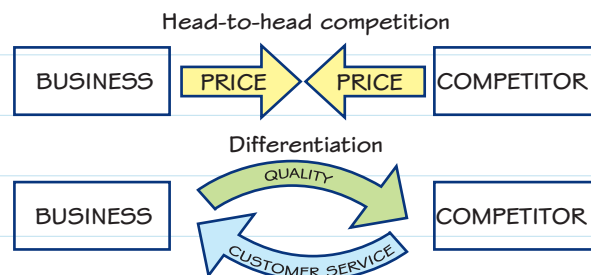 Head-to-head competition
BUSINESS PRICE PRICE COMPETITOR
Differentiation
QUALITY
BUSINESS COMPETITOR
CUSTOMER SERVICE